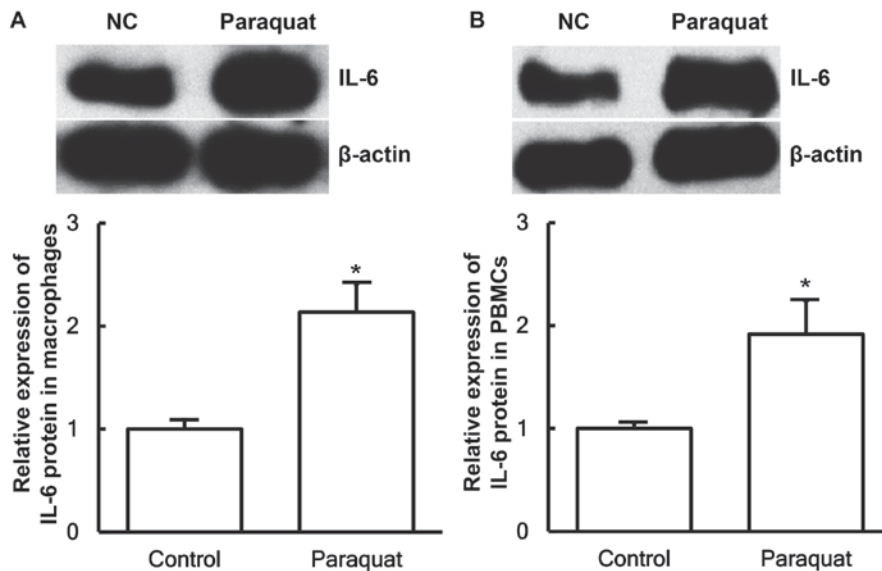 A
NC Paraquat
IL-6
β-actin
Relative expression of
IL-6 protein in macrophages
3
2
1
0
*
Control Paraquat
B
NC Paraquat
IL-6
β-actin
Relative expression of
IL-6 protein in PBMCs
3
2
1
0
*
Control Paraquat